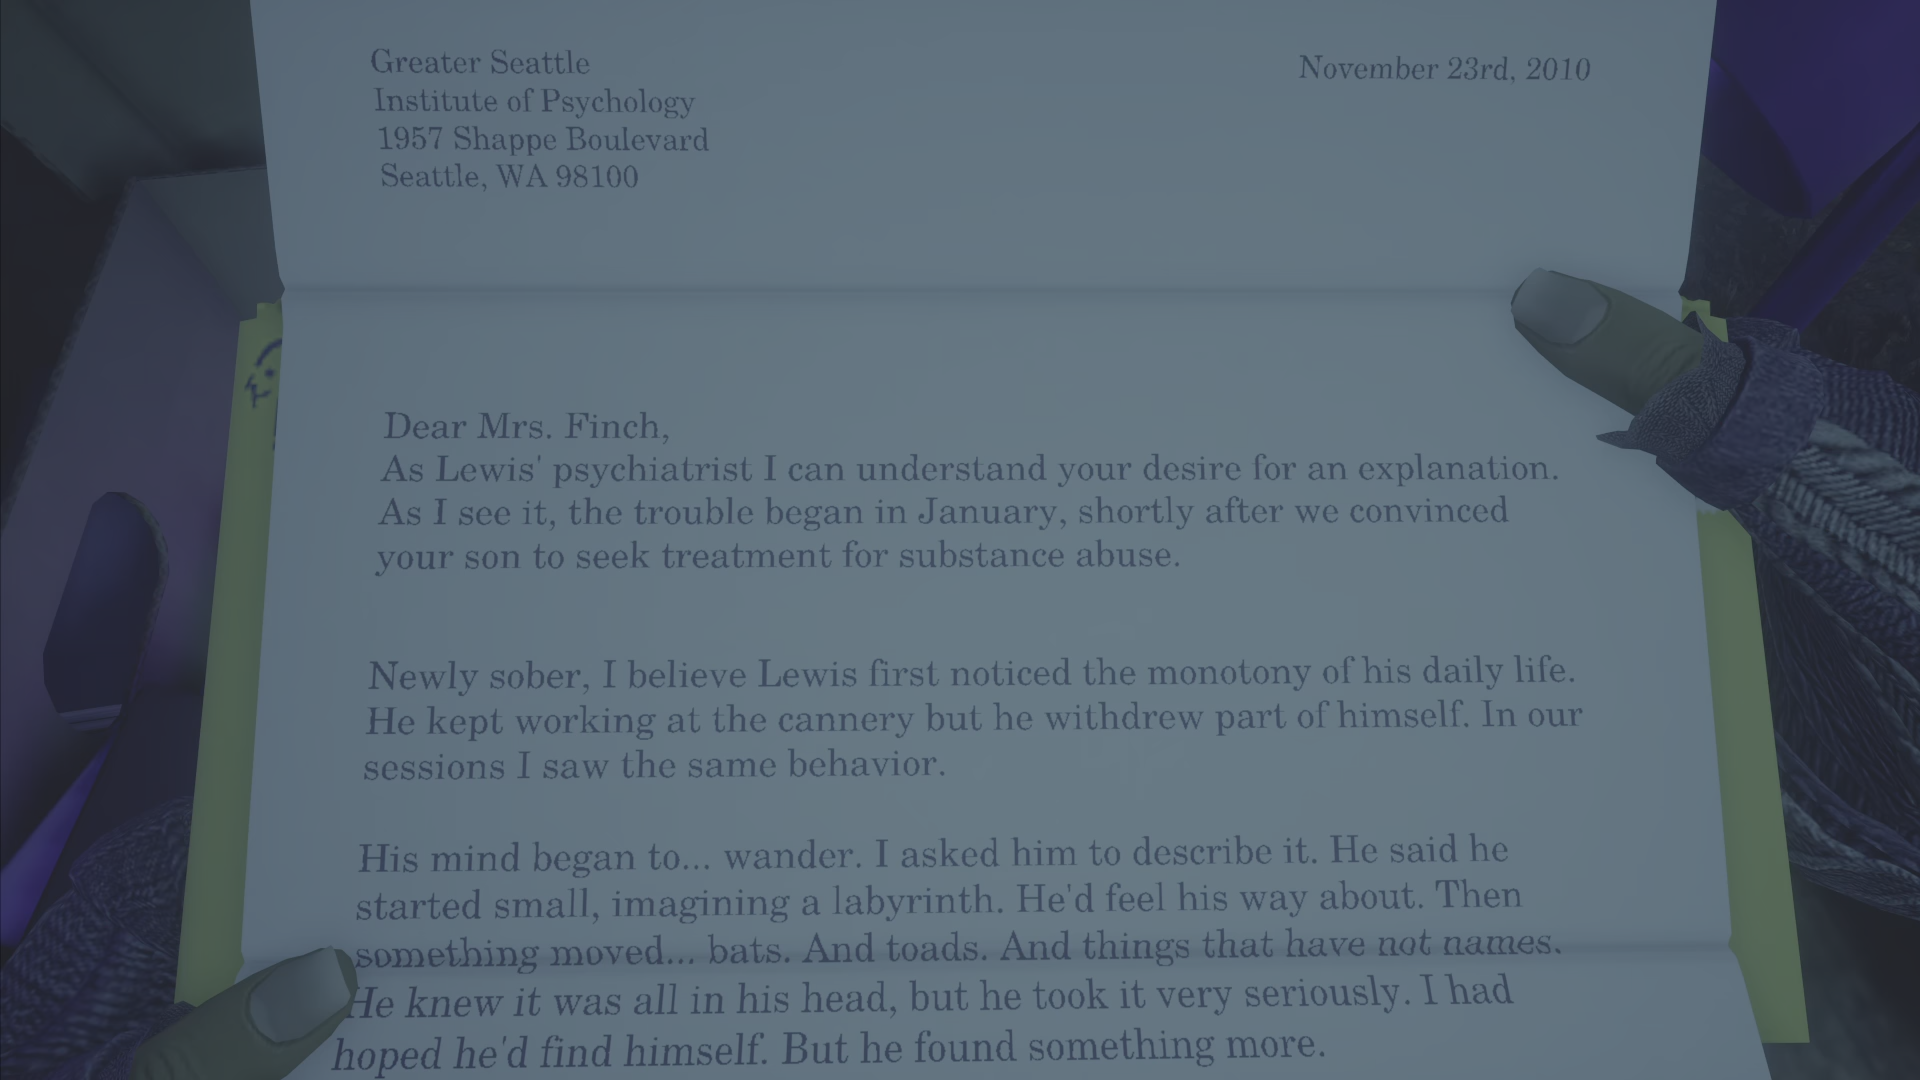 Greater Seattle
Institute of Psychology
1957 Shappe Boulevard
Seattle, WA 98100
November 23rd, 2010
Dear Mrs. Finch,
As Lewis' psychiatrist I can understand your desire for an explanation.
As I see it, the trouble began in January, shortly after we convinced
your son to seek treatment for substance abuse.
Newly sober, I believe Lewis first noticed the monotony of his daily life.
He kept working at the cannery but he withdrew part of himself. In our
sessions I saw the same behavior.
His mind began to... wander. I asked him to describe it. He said he
started small, imagining a labyrinth. He'd feel his way about. Then
something moved... bats. And toads. And things that have not names.
He knew it was all in his head, but he took it very seriously. I had
hoped he'd find himself. But he found something more.